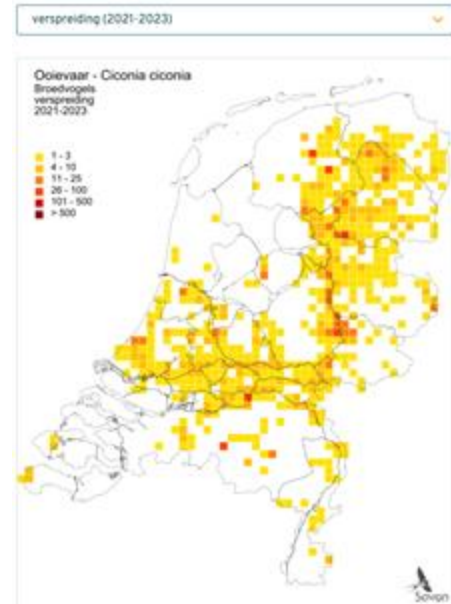 verspreiding (2021-2023)
Ooievaar - Ciconia ciconia
Broedvogels
verspreiding
2021-2023
1 - 3
4 - 10
11 - 25
26 - 100
101 - 500
> 500
Sovon